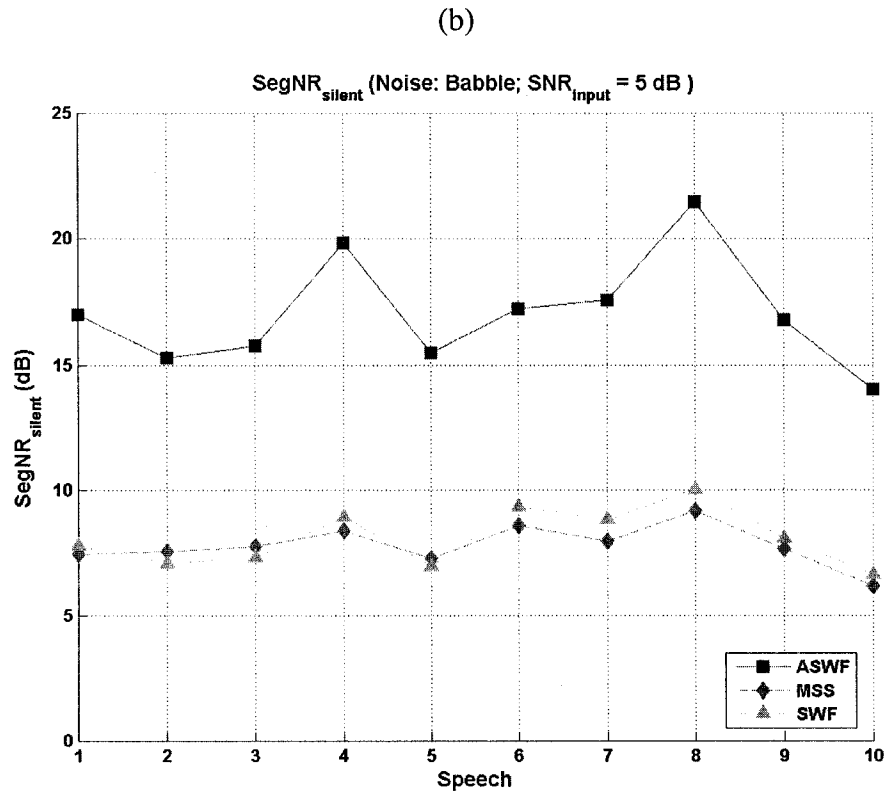 (b)
SegNR_silent (Noise: Babble; SNR_input = 5 dB )
25
20
15
10
5
0
SegNR_silent (dB)
1 2 3 4 5 6 7 8 9 10
Speech
ASWF
MSS
SWF